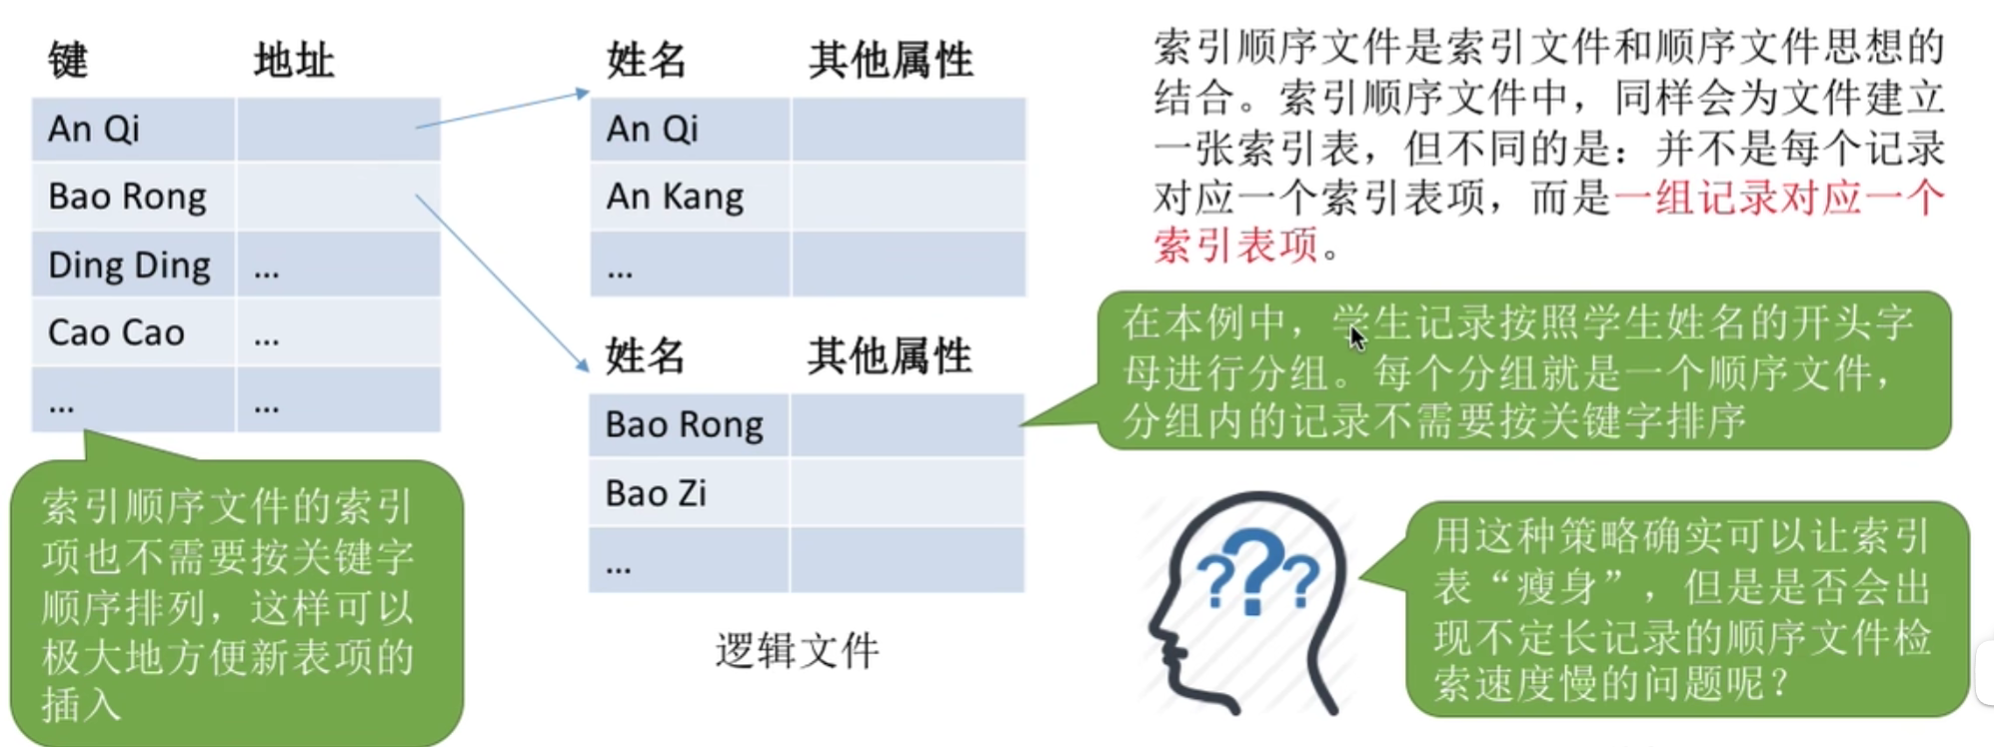 键 地址
An Qi
Bao Rong
Ding Ding ...
Cao Cao ...
... ...
索引顺序文件的索引
项也不需要按关键字
顺序排列，这样可以
极大地方便新表项的
插入
姓名 其他属性
An Qi
An Kang
...
姓名 其他属性
Bao Rong
Bao Zi
...
逻辑文件
索引顺序文件是索引文件和顺序文件思想的
结合。索引顺序文件中，同样会为文件建立
一张索引表，但不同的是：并不是每个记录
对应一个索引表项，而是一组记录对应一个
索引表项。
在本例中，学生记录按照学生姓名的开头字
母进行分组。每个分组就是一个顺序文件，
分组内的记录不需要按关键字排序
???
用这种策略确实可以让索引
表“瘦身”，但是是否会出
现不定长记录的顺序文件检
索速度慢的问题呢？